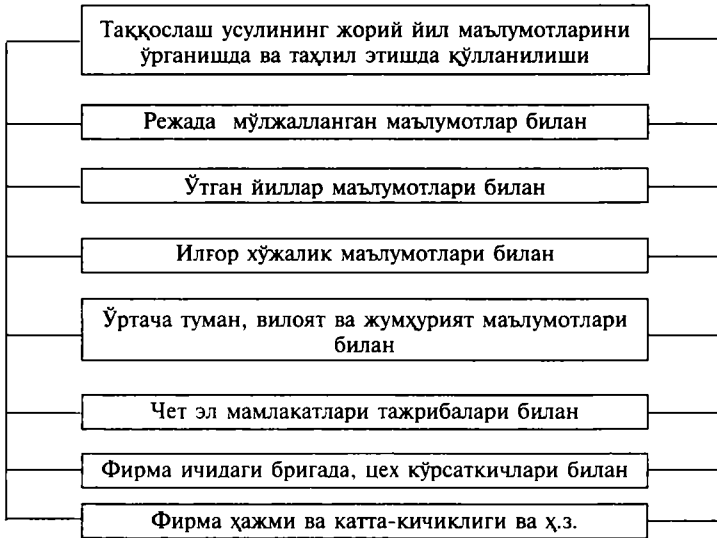 Таққослаш усулининг жорий йил маълумотларини
ўрганишда ва таҳлил этишда қўлланилиши
Режада мўлжалланган маълумотлар билан
Ўтган йиллар маълумотлари билан
Илғор хўжалик маълумотлари билан
Ўртача туман, вилоят ва жумҳурият маълумотлари
билан
Чет эл мамлакатлари тажрибалари билан
Фирма ичидаги бригада, цех кўрсаткичлари билан
Фирма ҳажми ва катта-кичиклиги ва ҳ.з.